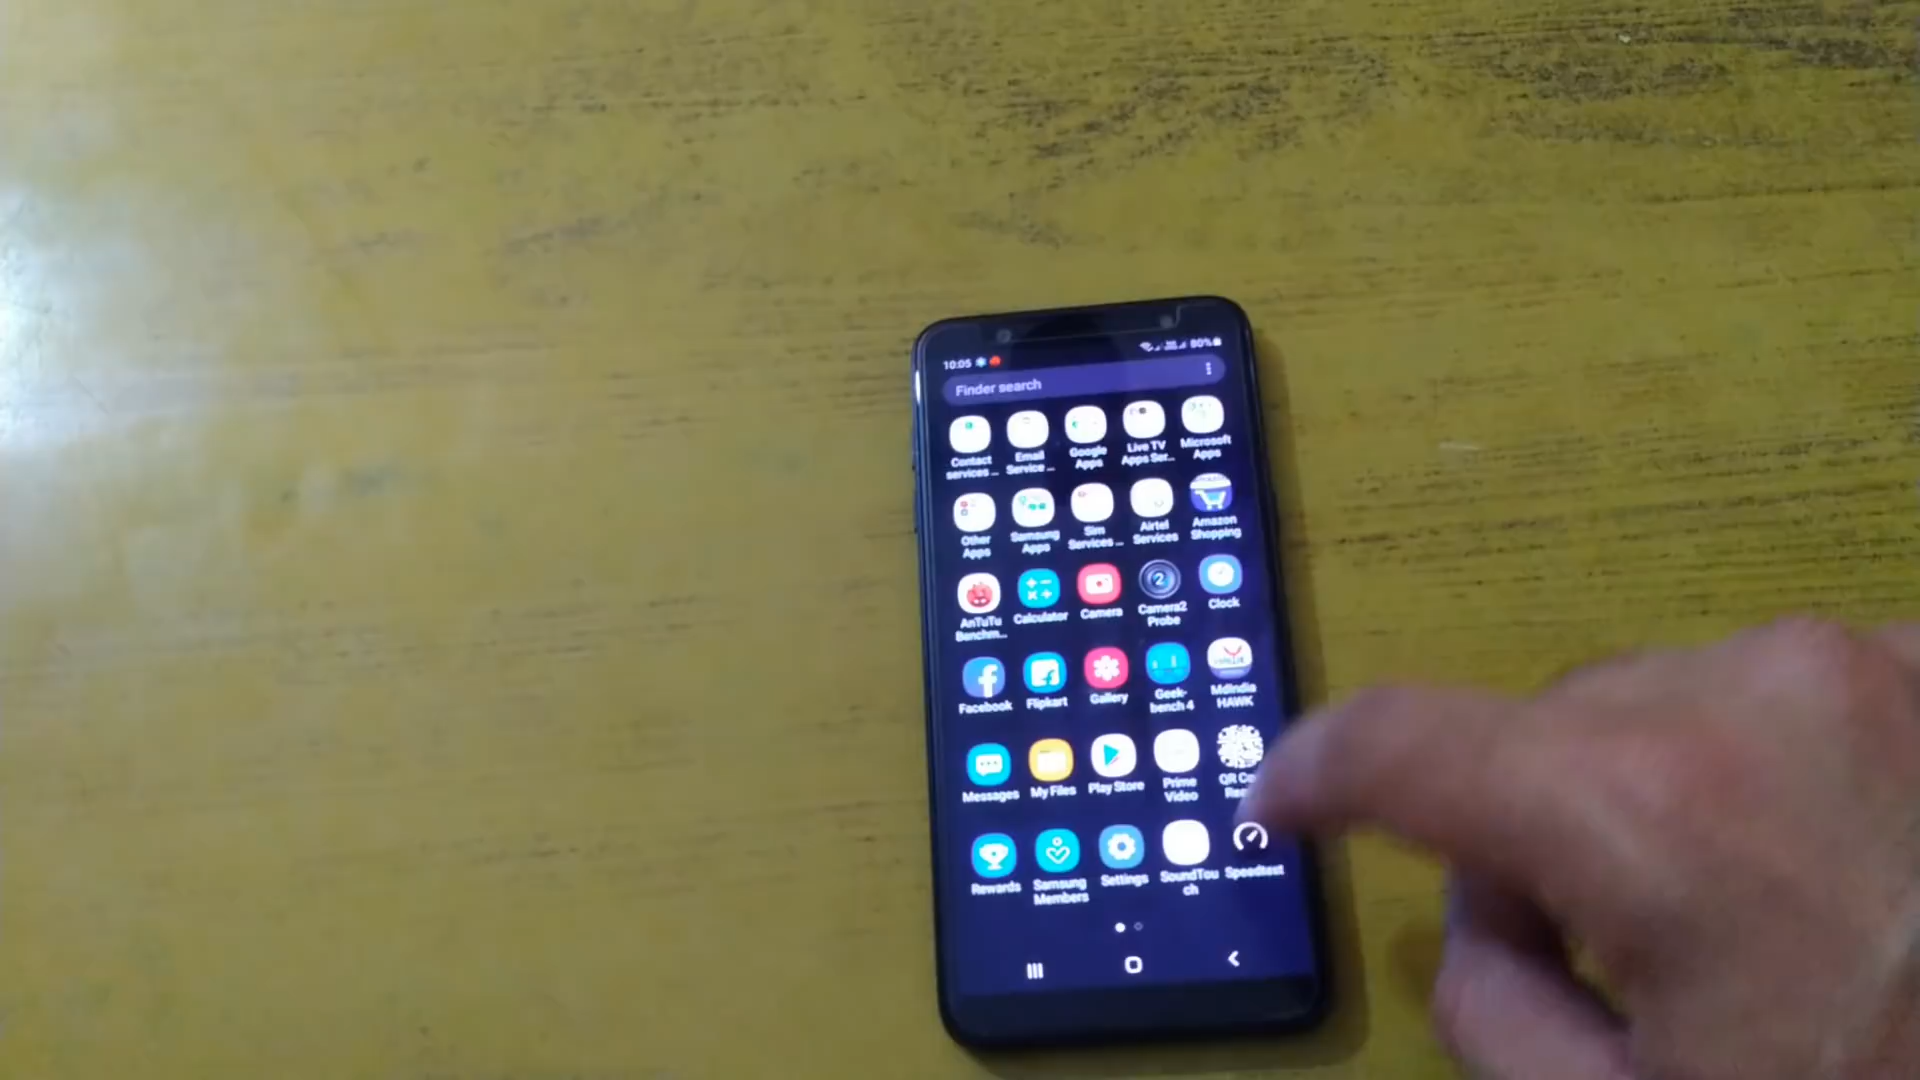 10:05
80%
Finder search
Contact services ...
Email Service ...
Google Apps
Live TV Apps Ser...
Microsoft Apps
Other Apps
Samsung Apps
Sim Services ...
Airtel Services
Amazon Shopping
AnTuTu Benchm...
Calculator
Camera
Camera2 Probe
Clock
Facebook
Flipkart
Gallery
Geek-bench 4
MdIndia HAWK
Messages
My Files
Play Store
Prime Video
QR
Rewards
Samsung Members
Settings
SoundTou
ch
Speedtest